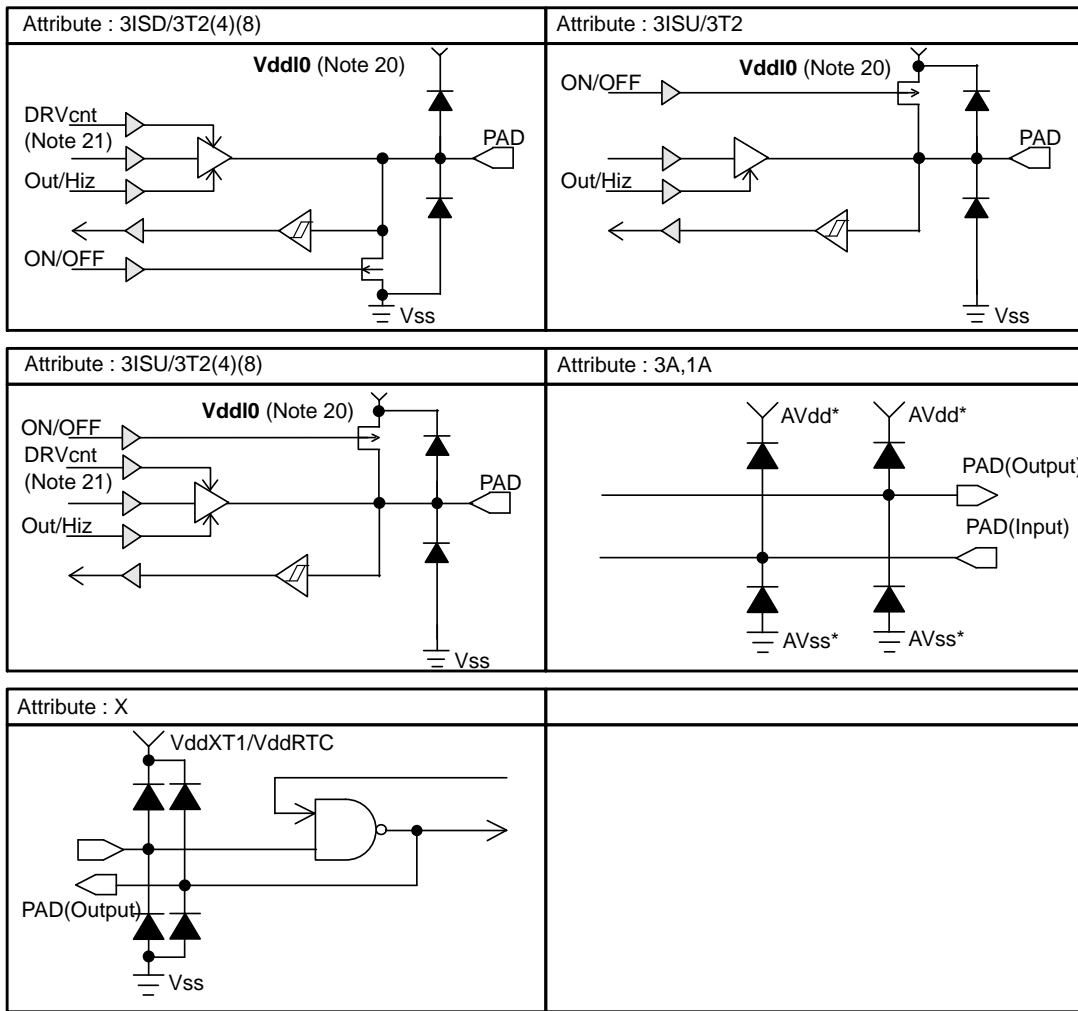 Attribute : 3ISD/3T2(4)(8)
VddI0 (Note 20)
DRVcnt
(Note 21)
PAD
Out/Hiz
ON/OFF
Vss
Attribute : 3ISU/3T2
VddI0 (Note 20)
ON/OFF
PAD
Out/Hiz
Vss
Attribute : 3ISU/3T2(4)(8)
VddI0 (Note 20)
ON/OFF
DRVcnt
(Note 21)
PAD
Out/Hiz
Vss
Attribute : 3A,1A
AVdd* AVdd*
PAD(Output)
PAD(Input)
AVss* AVss*
Attribute : X
VddXT1/VddRTC
PAD(Output)
Vss